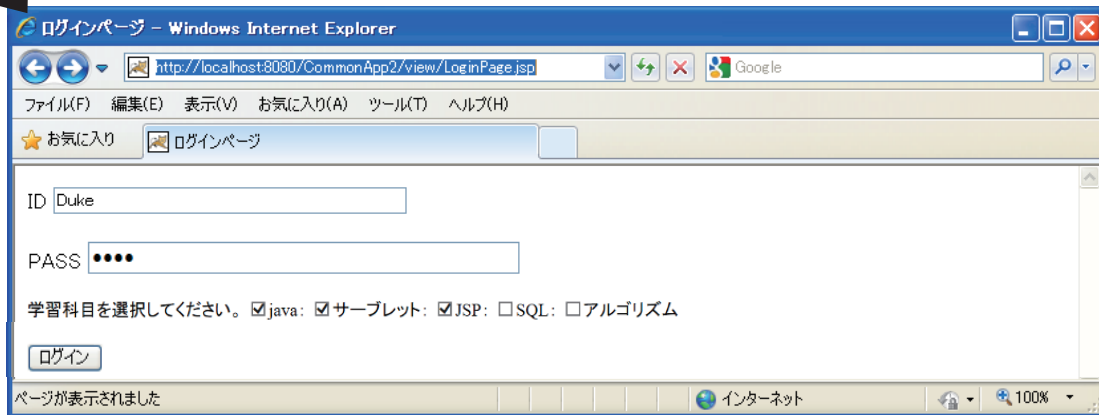 ログインページ - Windows Internet Explorer
http://localhost:8080/CommonApp2/view/LoginPage.jsp Google
ファイル(F) 編集(E) 表示(V) お気に入り(A) ツール(T) ヘルプ(H)
お気に入り ログインページ
ID Duke
PASS ●●●●
学習科目を選択してください。 ☑java: ☑サーブレット: ☑JSP: □SQL: □アルゴリズム
ログイン
ページが表示されました インターネット 100%